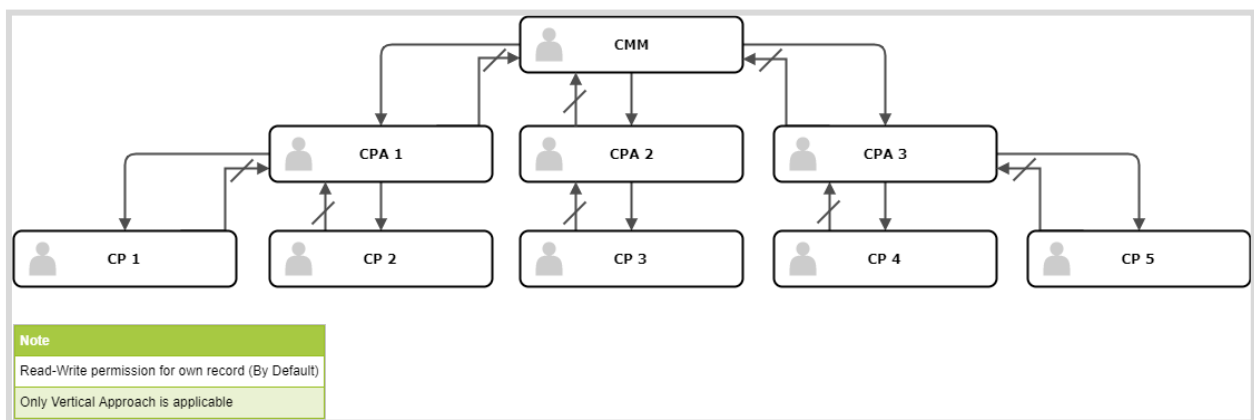 CMM
CPA 1
CPA 2
CPA 3
CP 1
CP 2
CP 3
CP 4
CP 5
Note
Read-Write permission for own record (By Default)
Only Vertical Approach is applicable